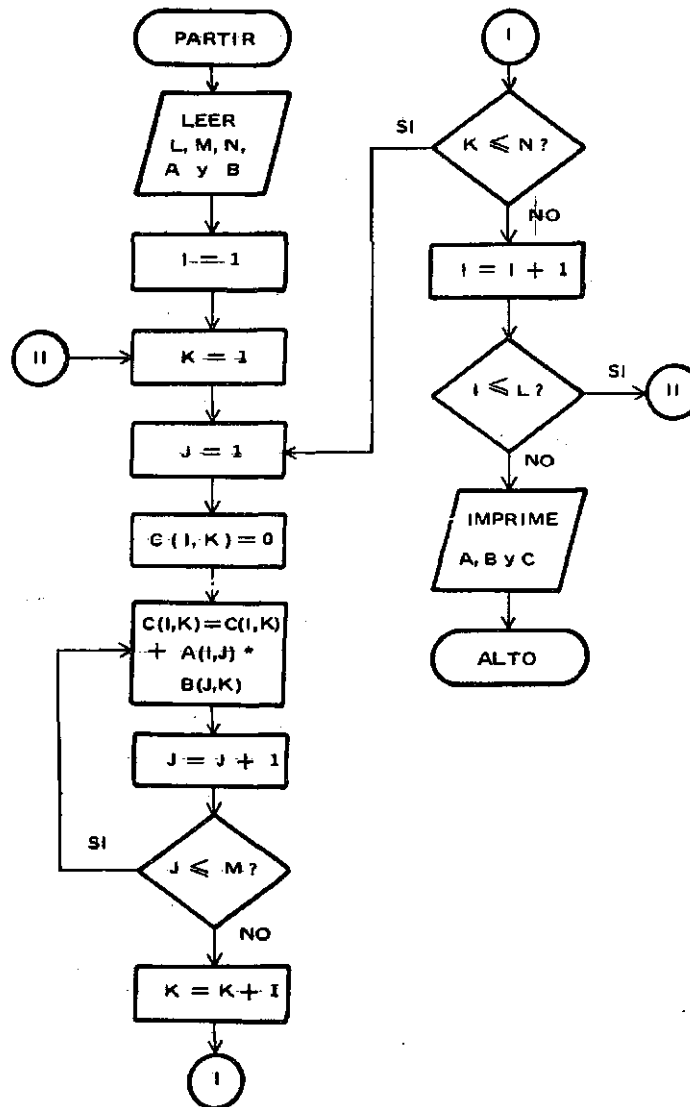 PARTIR
LEER
L, M, N,
A y B
I = 1
II
K = 1
J = 1
C (I, K) = 0
C(I,K)=C(I,K)
+ A(I,J) *
B(J,K)
J = J + 1
SI
J ⩽ M?
NO
K = K + I
I
I
SI
K ⩽ N?
NO
I = I + 1
I ⩽ L?
SI
II
NO
IMPRIME
A, B y C
ALTO